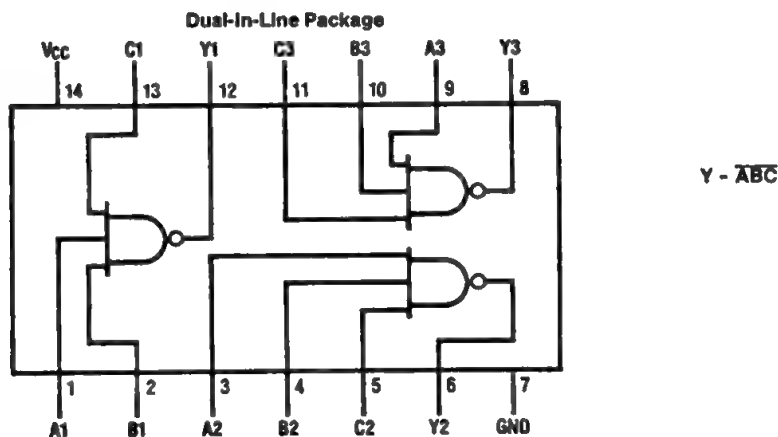 Dual-In-Line Package
Vcc C1 Y1 C3 B3 A3 Y3
14 13 12 11 10 9 8
Y - \overline{ABC}
1 2 3 4 5 6 7
A1 B1 A2 B2 C2 Y2 GND